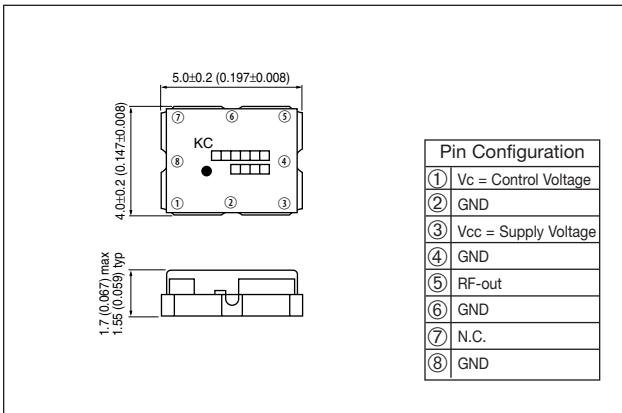 5.0±0.2 (0.197±0.008)
4.0±0.2 (0.147±0.008)
⑦ ⑥ ⑤
KC
⑧ ④
① ② ③
1.7 (0.067) max
1.55 (0.059) typ
Pin Configuration
① Vc = Control Voltage
② GND
③ Vcc = Supply Voltage
④ GND
⑤ RF-out
⑥ GND
⑦ N.C.
⑧ GND